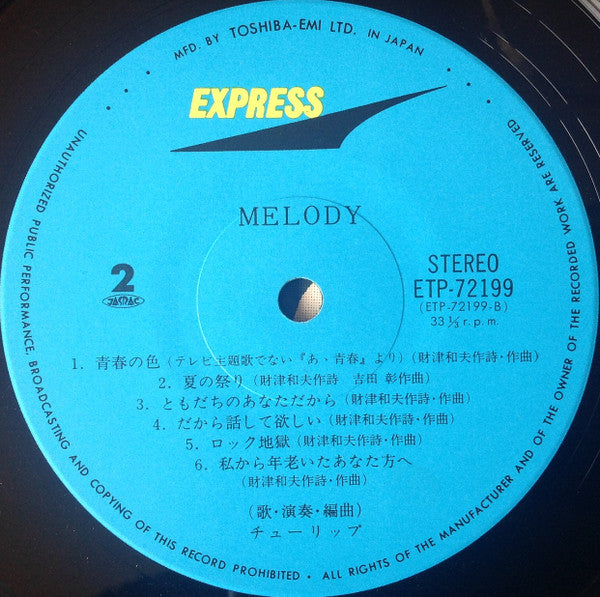 MFD. BY TOSHIBA-EMI LTD. IN JAPAN
EXPRESS
MELODY
2
JASRAC
STEREO
ETP-72199
(ETP-72199-B)
33⅓ r.p.m.
1. 青春の色 (テレビ主題歌でない『あゝ青春』より) (財津和夫作詩・作曲)
2. 夏の祭り (財津和夫作詩 吉田 彰作曲)
3. ともだちのあなただから (財津和夫作詩・作曲)
4. だから話して欲しい (財津和夫作詩・作曲)
5. ロック地獄 (財津和夫作詩・作曲)
6. 私から年老いたあなた方へ
(財津和夫作詩・作曲)
(歌・演奏・編曲)
チューリップ
UNAUTHORIZED PUBLIC PERFORMANCE, BROADCASTING AND COPYING OF THIS RECORD PROHIBITED • ALL RIGHTS OF THE MANUFACTURER AND OF THE OWNER OF THE RECORDED WORK ARE RESERVED